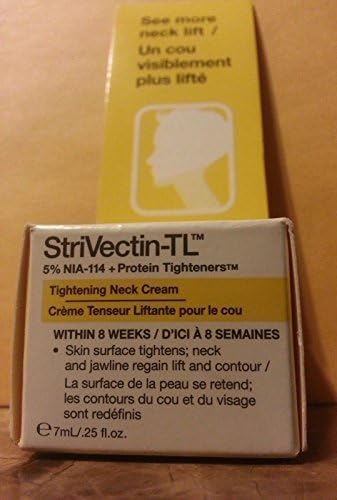 See more
neck lift /
Un cou
visiblement
plus lifté
StriVectin-TL™
5% NIA-114 + Protein Tighteners™
Tightening Neck Cream
Crème Tenseur Liftante pour le cou
WITHIN 8 WEEKS / D'ICI À 8 SEMAINES
• Skin surface tightens; neck
and jawline regain lift and contour /
La surface de la peau se retend;
les contours du cou et du visage
sont redéfinis
℮ 7mL/.25 fl.oz.